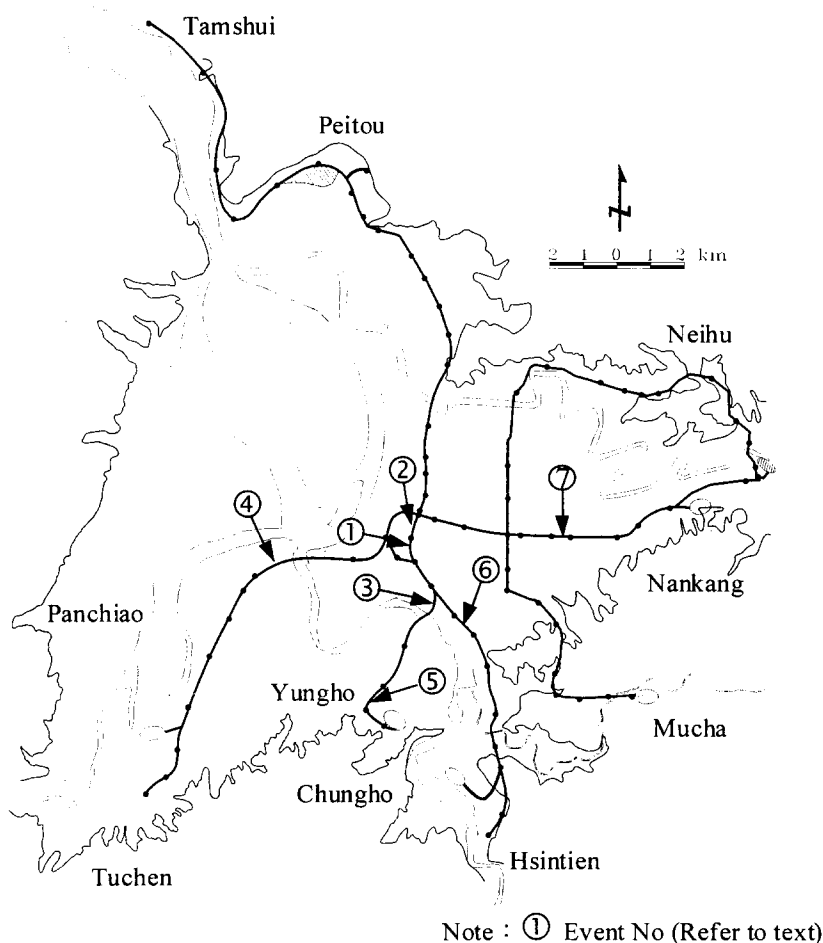 Tamshui
Peitou
2 1 0 1 2 km
Neihu
②
⑦
④
①
⑥
③
Nankang
Panchiao
⑤
Yungho
Mucha
Chungho
Hsintien
Tuchen
Note : ① Event No (Refer to text)